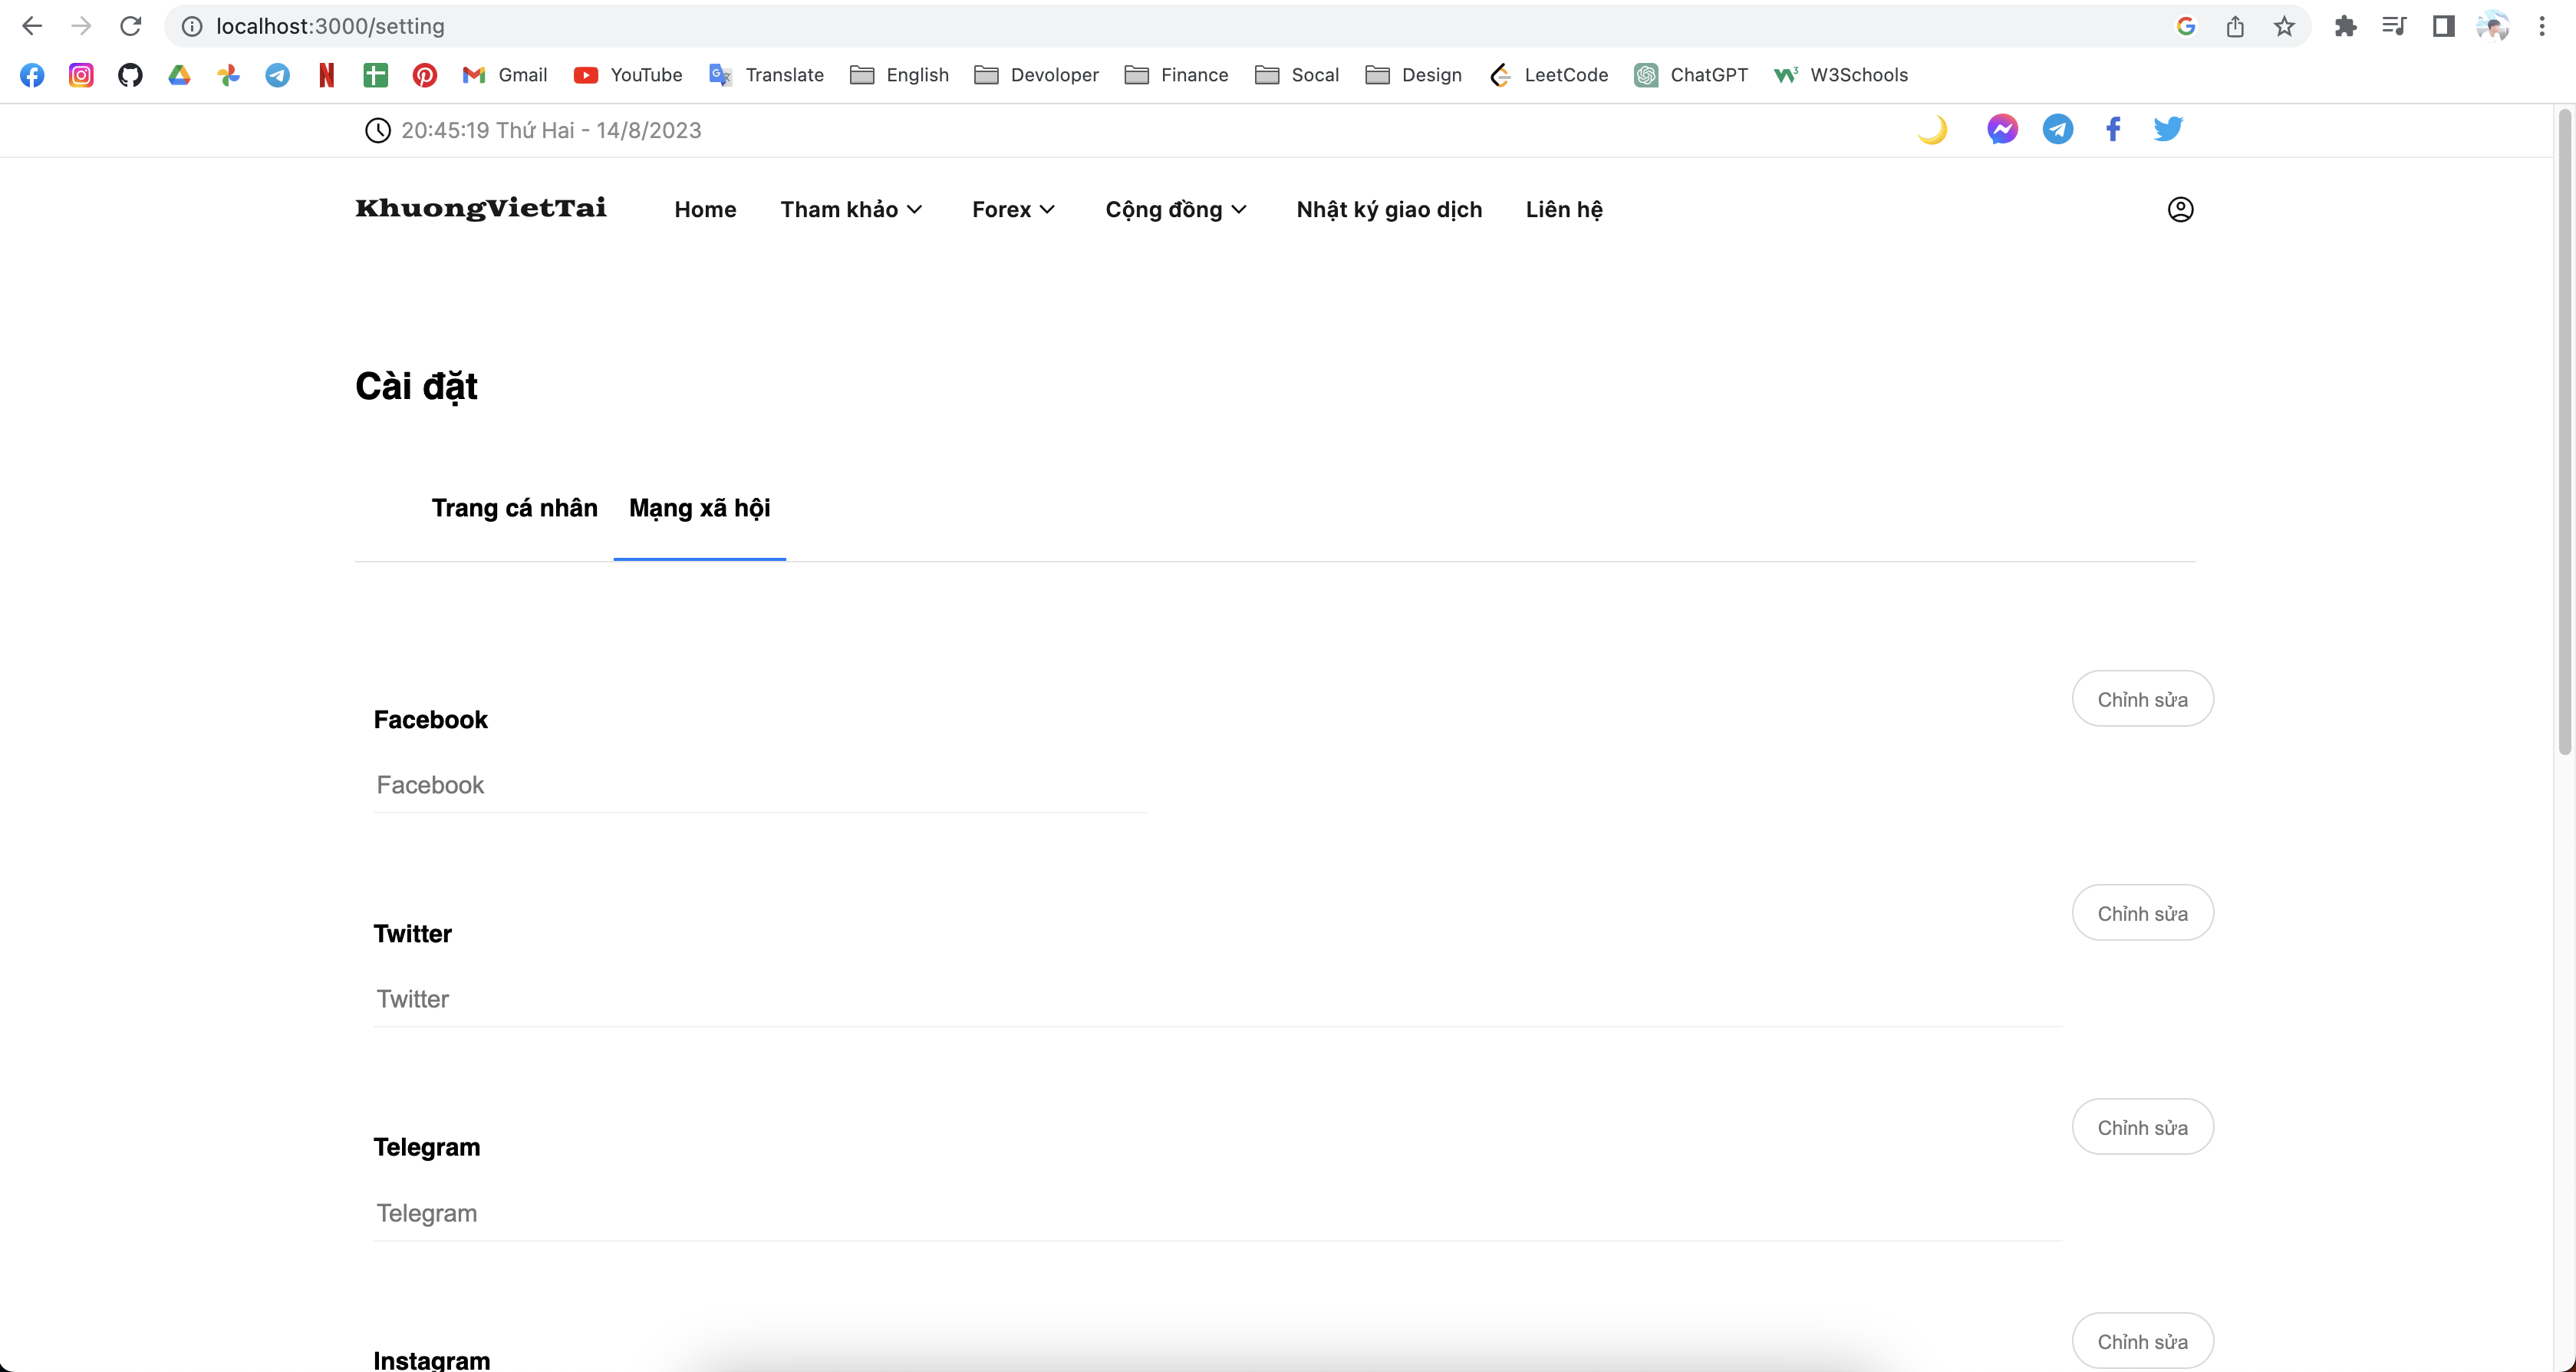 localhost:3000/setting
Gmail YouTube Translate English Devoloper Finance Socal Design LeetCode ChatGPT W3Schools
20:45:19 Thứ Hai - 14/8/2023
KhuongVietTai Home Tham khảo Forex Cộng đồng Nhật ký giao dịch Liên hệ
Cài đặt
Trang cá nhân Mạng xã hội
Chỉnh sửa
Facebook
Facebook
Chỉnh sửa
Twitter
Twitter
Chỉnh sửa
Telegram
Telegram
Chỉnh sửa
Instagram